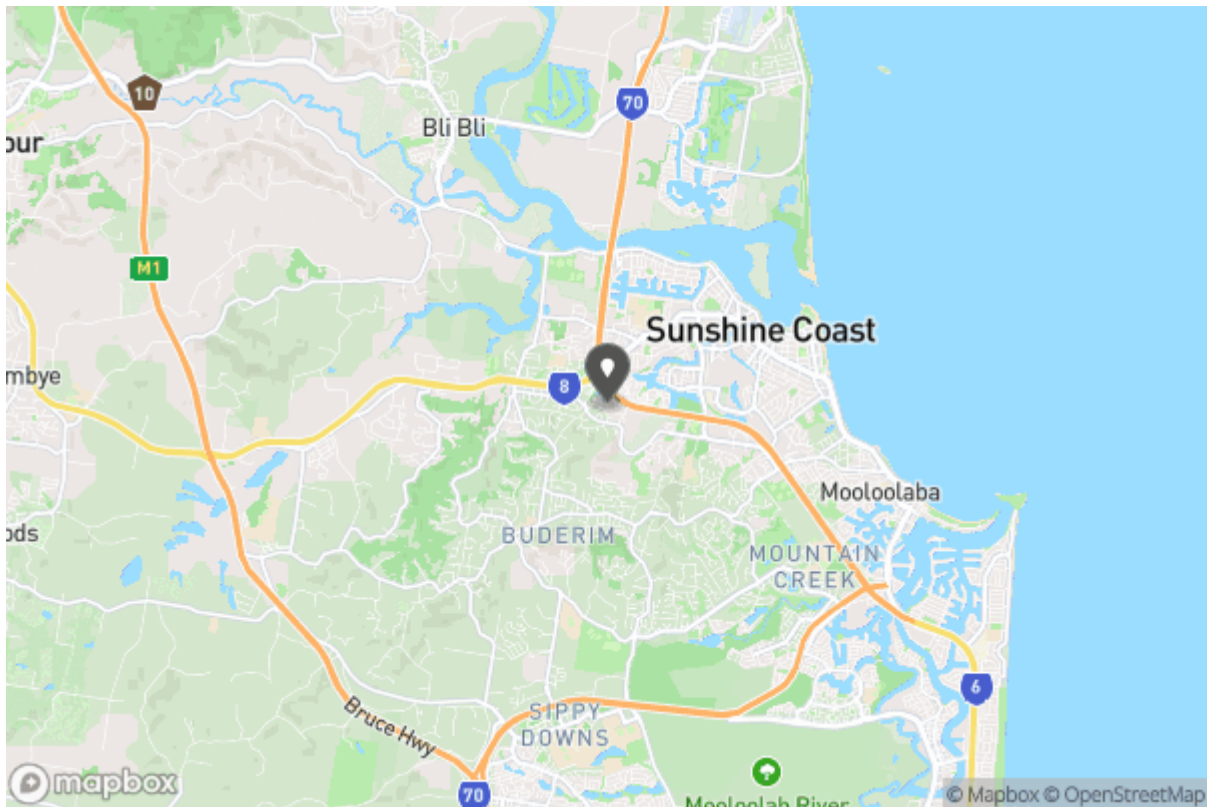 10
70
Bli Bli
our
M1
Sunshine Coast
mbye
8
Mooloolaba
ods
BUDERIM
MOUNTAIN
CREEK
6
SIPPY
DOWNS
Bruce Hwy
70
Mooloolah River
mapbox
© Mapbox © OpenStreetMap